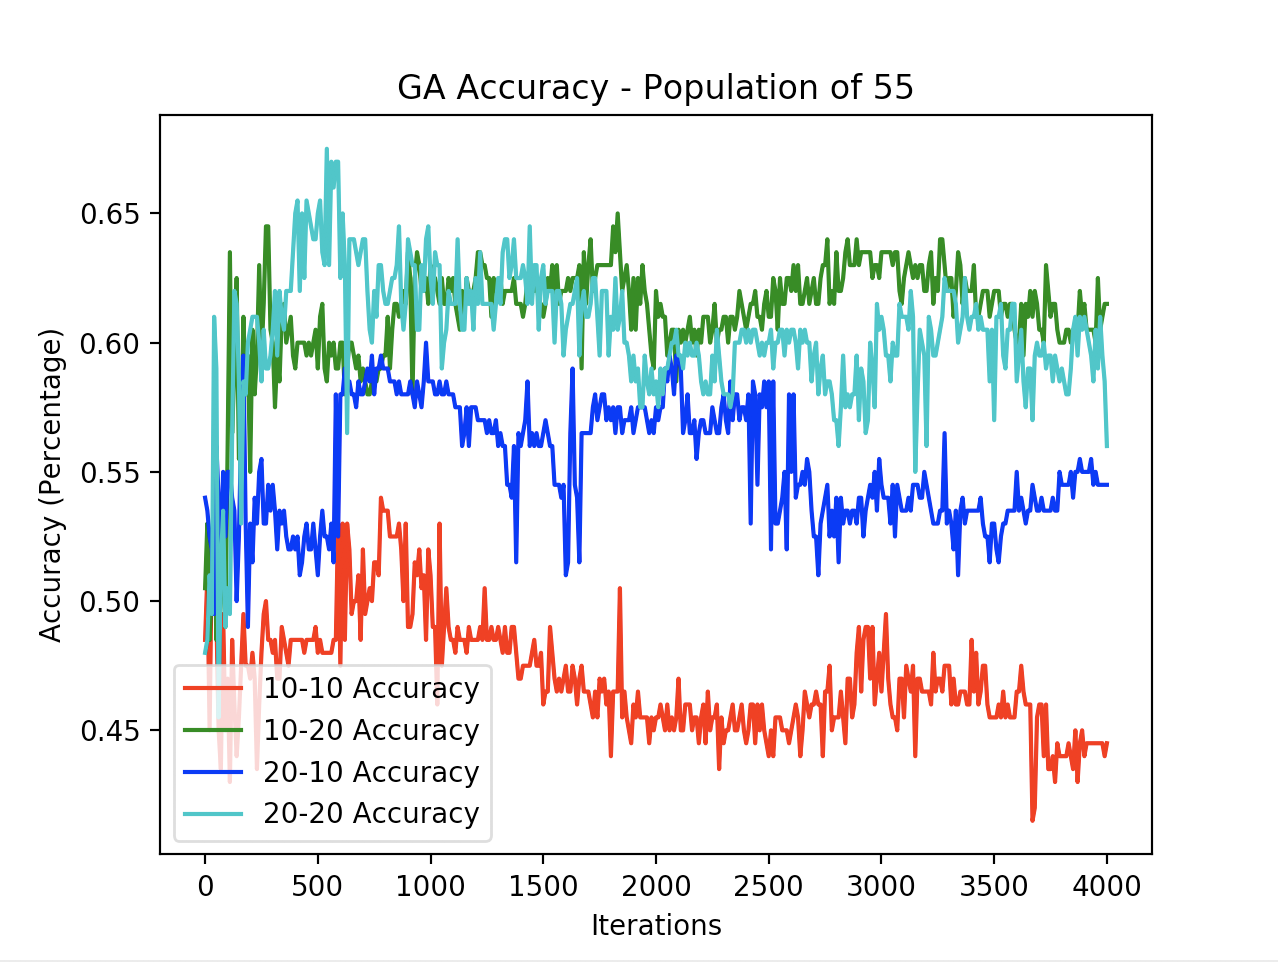 GA Accuracy - Population of 55
Accuracy (Percentage)
0.65
0.60
0.55
0.50
0.45
10-10 Accuracy
10-20 Accuracy
20-10 Accuracy
20-20 Accuracy
0 500 1000 1500 2000 2500 3000 3500 4000
Iterations